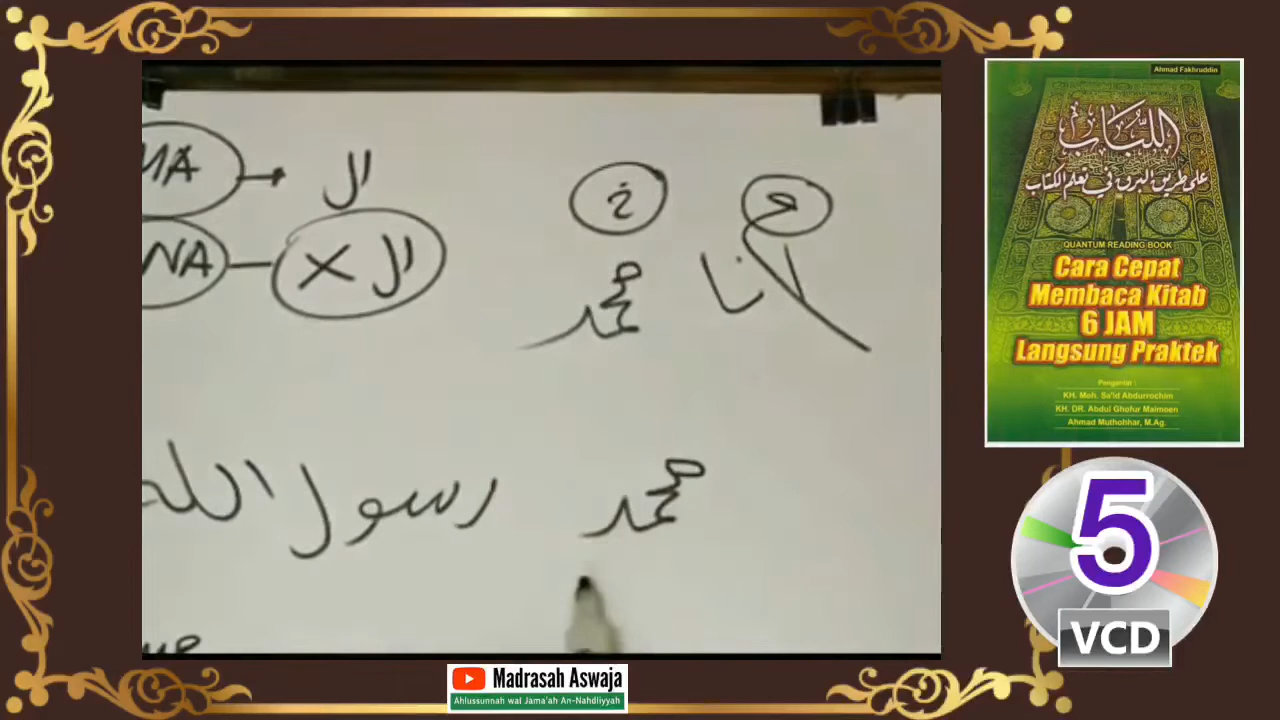 MA → ال
NA — ال X
خ م
محمد أنا
محمد رسول الله
Ahmad Fakhruddin
اللباب
على طريق البرق في تعلم الكتاب
QUANTUM READING BOOK
Cara Cepat
Membaca Kitab
6 JAM
Langsung Praktek
Pengantar :
KH. Moh. Sa'id Abdurrochim
KH. DR. Abdul Ghofur Maimoen
Ahmad Muthohhar, M.Ag.
5
VCD
Madrasah Aswaja
Ahlussunnah wal Jama'ah An-Nahdliyyah